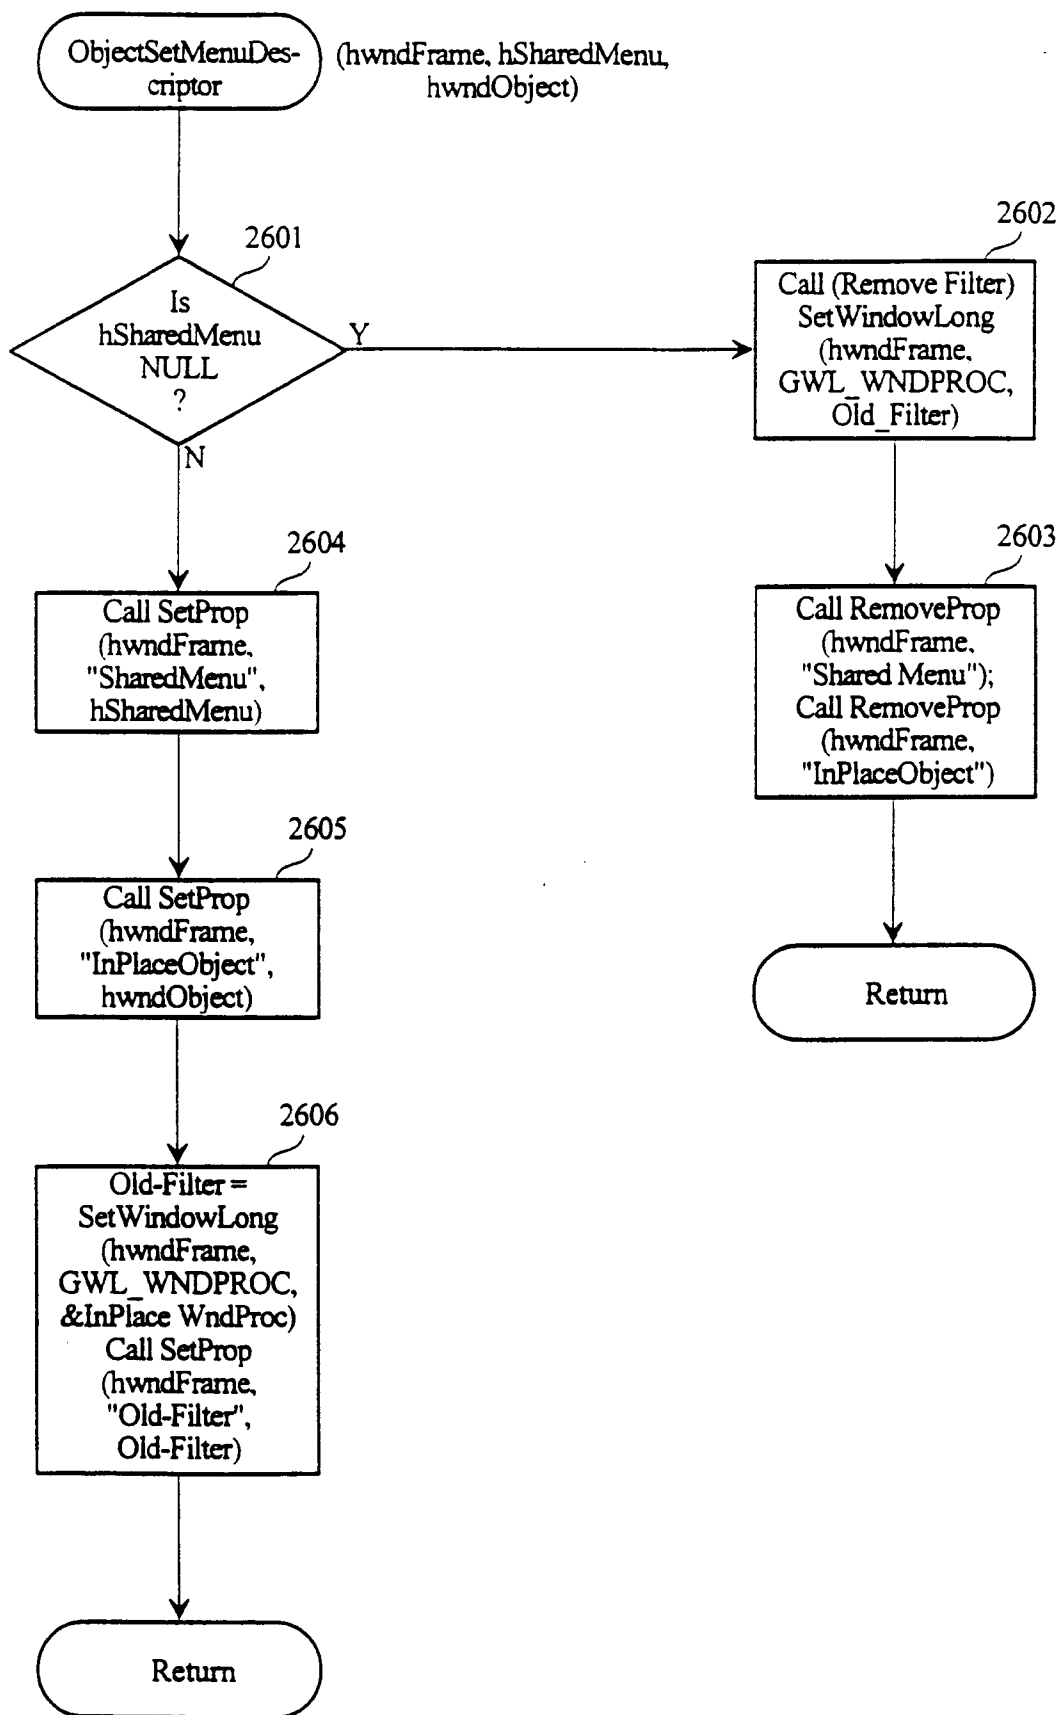 ObjectSetMenuDes-
criptor
(hwndFrame, hSharedMenu,
hwndObject)
2601
Is
hSharedMenu
NULL
?
Y
N
2602
Call (Remove Filter)
SetWindowLong
(hwndFrame,
GWL_WNDPROC,
Old_Filter)
2603
Call RemoveProp
(hwndFrame,
"Shared Menu");
Call RemoveProp
(hwndFrame,
"InPlaceObject")
Return
2604
Call SetProp
(hwndFrame,
"SharedMenu",
hSharedMenu)
2605
Call SetProp
(hwndFrame,
"InPlaceObject",
hwndObject)
2606
Old-Filter =
SetWindowLong
(hwndFrame,
GWL_WNDPROC,
&InPlace WndProc)
Call SetProp
(hwndFrame,
"Old-Filter",
Old-Filter)
Return